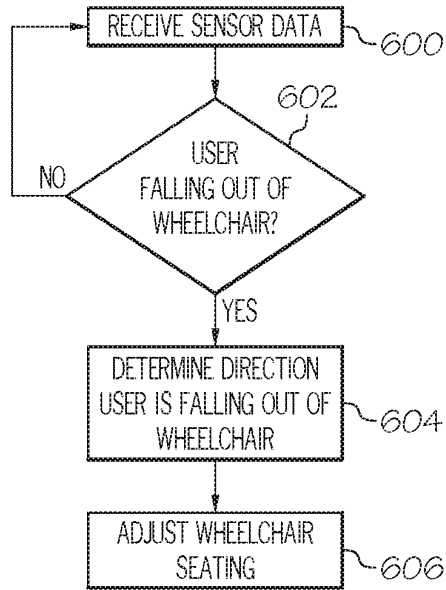 RECEIVE SENSOR DATA
600
602
USER
FALLING OUT OF
WHEELCHAIR?
NO
YES
DETERMINE DIRECTION
USER IS FALLING OUT OF
WHEELCHAIR
604
ADJUST WHEELCHAIR
SEATING
606